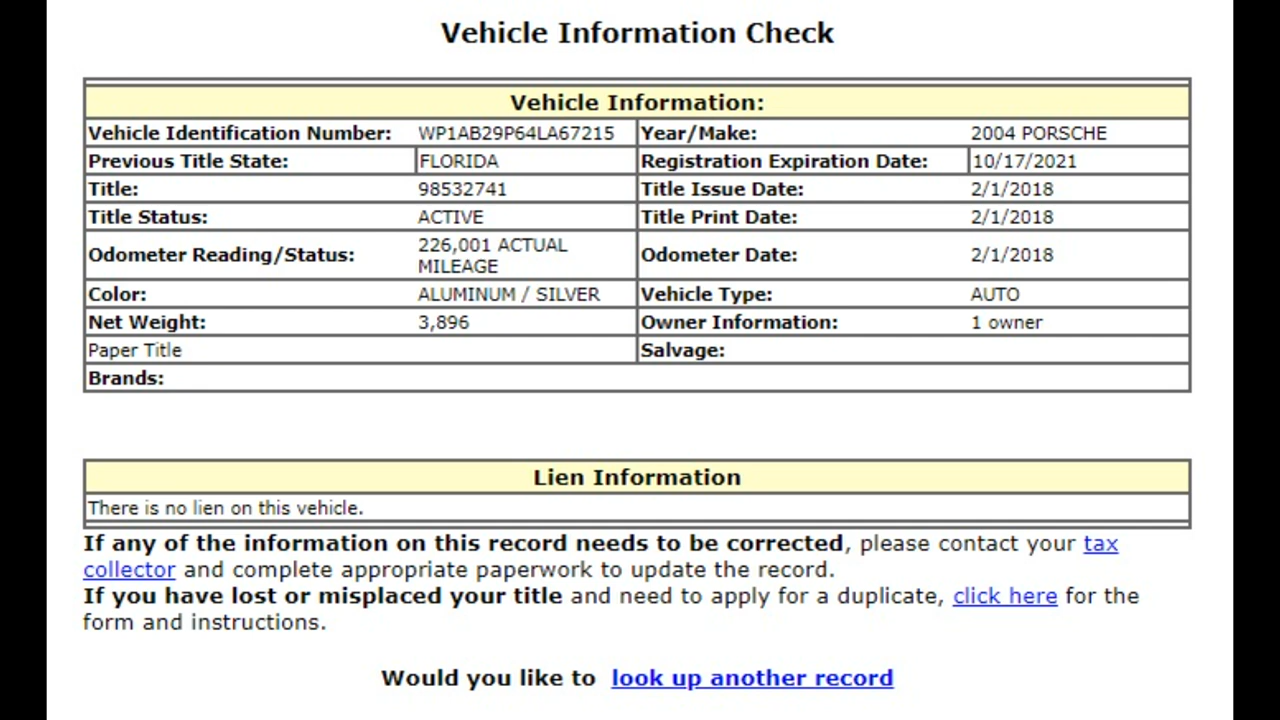 Vehicle Information Check
Vehicle Information:
Vehicle Identification Number: WP1AB29P64LA67215 Year/Make: 2004 PORSCHE
Previous Title State: FLORIDA Registration Expiration Date: 10/17/2021
Title: 98532741 Title Issue Date: 2/1/2018
Title Status: ACTIVE Title Print Date: 2/1/2018
Odometer Reading/Status: 226,001 ACTUAL MILEAGE Odometer Date: 2/1/2018
Color: ALUMINUM / SILVER Vehicle Type: AUTO
Net Weight: 3,896 Owner Information: 1 owner
Paper Title Salvage:
Brands:
Lien Information
There is no lien on this vehicle.
If any of the information on this record needs to be corrected, please contact your tax
collector and complete appropriate paperwork to update the record.
If you have lost or misplaced your title and need to apply for a duplicate, click here for the
form and instructions.
Would you like to look up another record